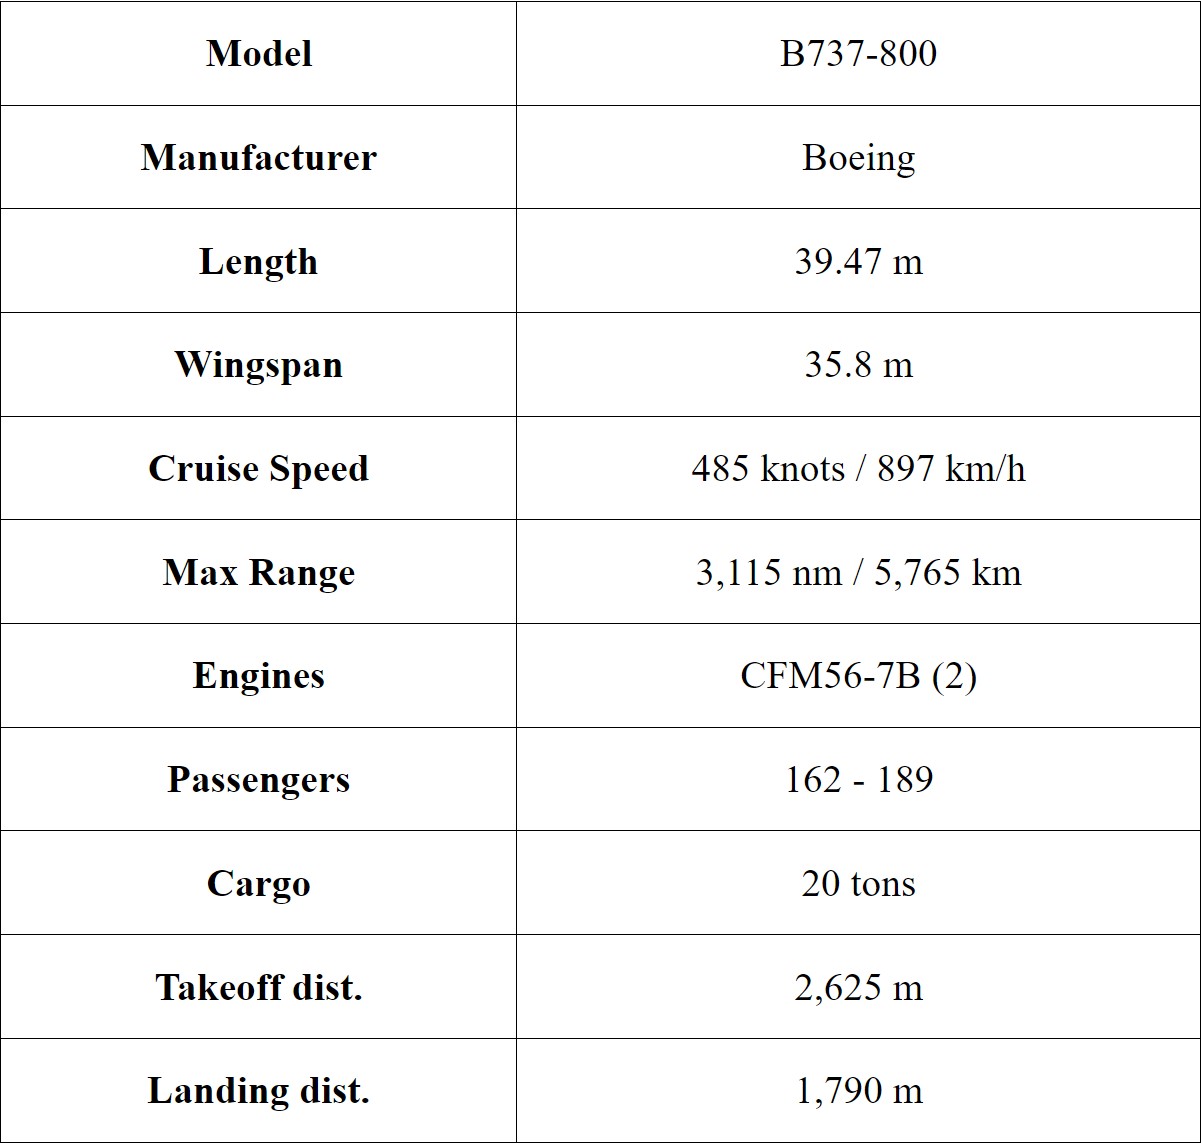 Model B737-800
Manufacturer Boeing
Length 39.47 m
Wingspan 35.8 m
Cruise Speed 485 knots / 897 km/h
Max Range 3,115 nm / 5,765 km
Engines CFM56-7B (2)
Passengers 162 - 189
Cargo 20 tons
Takeoff dist. 2,625 m
Landing dist. 1,790 m